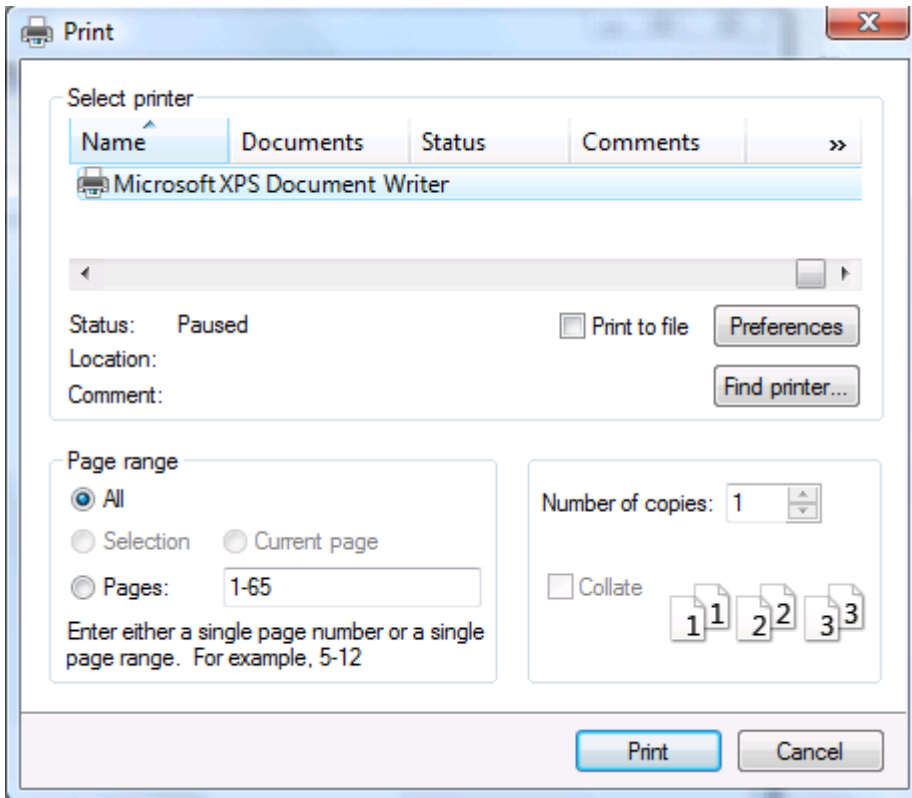 Print
Select printer
Name Documents Status Comments »
Microsoft XPS Document Writer
Status: Paused
Print to file Preferences
Location:
Comment:
Find printer...
Page range
All
Selection Current page
Pages: 1-65
Enter either a single page number or a single
page range. For example, 5-12
Number of copies: 1
Collate
1 1 2 2 3 3
Print Cancel